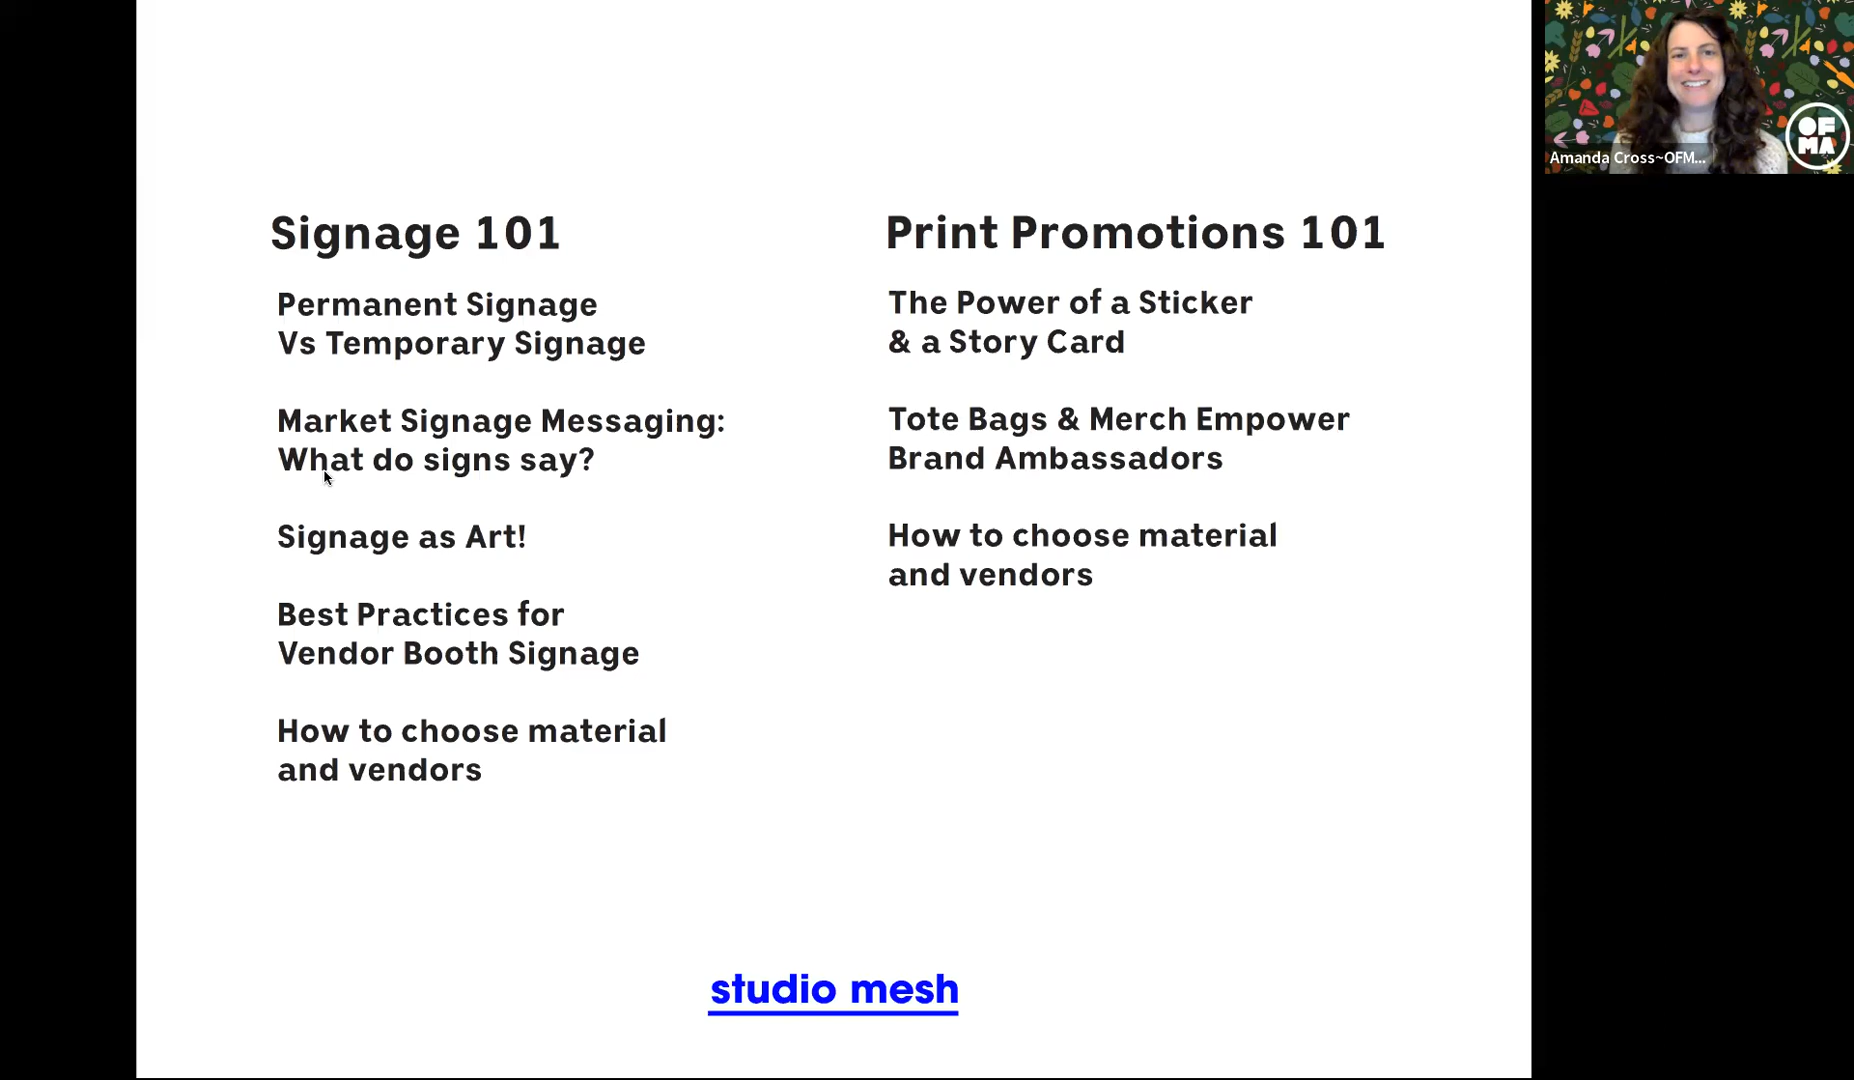 Signage 101
Permanent Signage
Vs Temporary Signage
Market Signage Messaging:
What do signs say?
Signage as Art!
Best Practices for
Vendor Booth Signage
How to choose material
and vendors
Print Promotions 101
The Power of a Sticker
& a Story Card
Tote Bags & Merch Empower
Brand Ambassadors
How to choose material
and vendors
studio mesh
OF
MA
Amanda Cross~OFM...